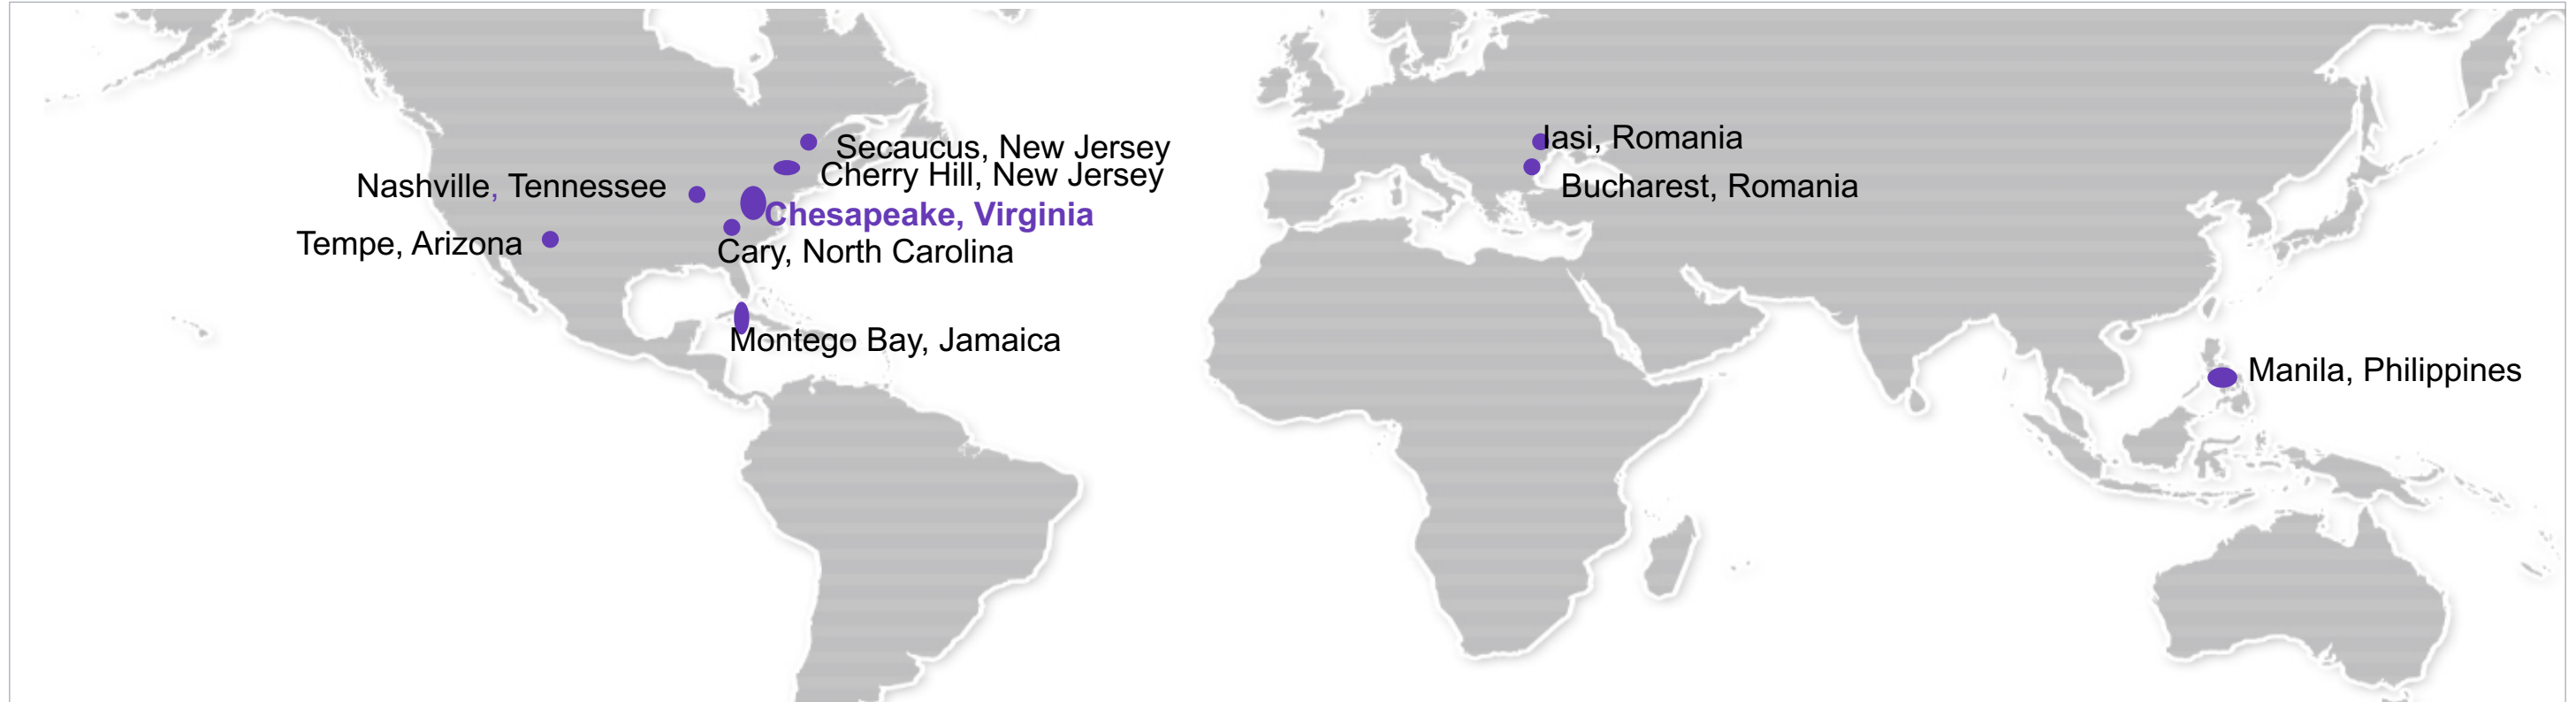 Secaucus, New Jersey
Cherry Hill, New Jersey
Nashville, Tennessee
Chesapeake, Virginia
Tempe, Arizona
Cary, North Carolina
Montego Bay, Jamaica
Iasi, Romania
Bucharest, Romania
Manila, Philippines